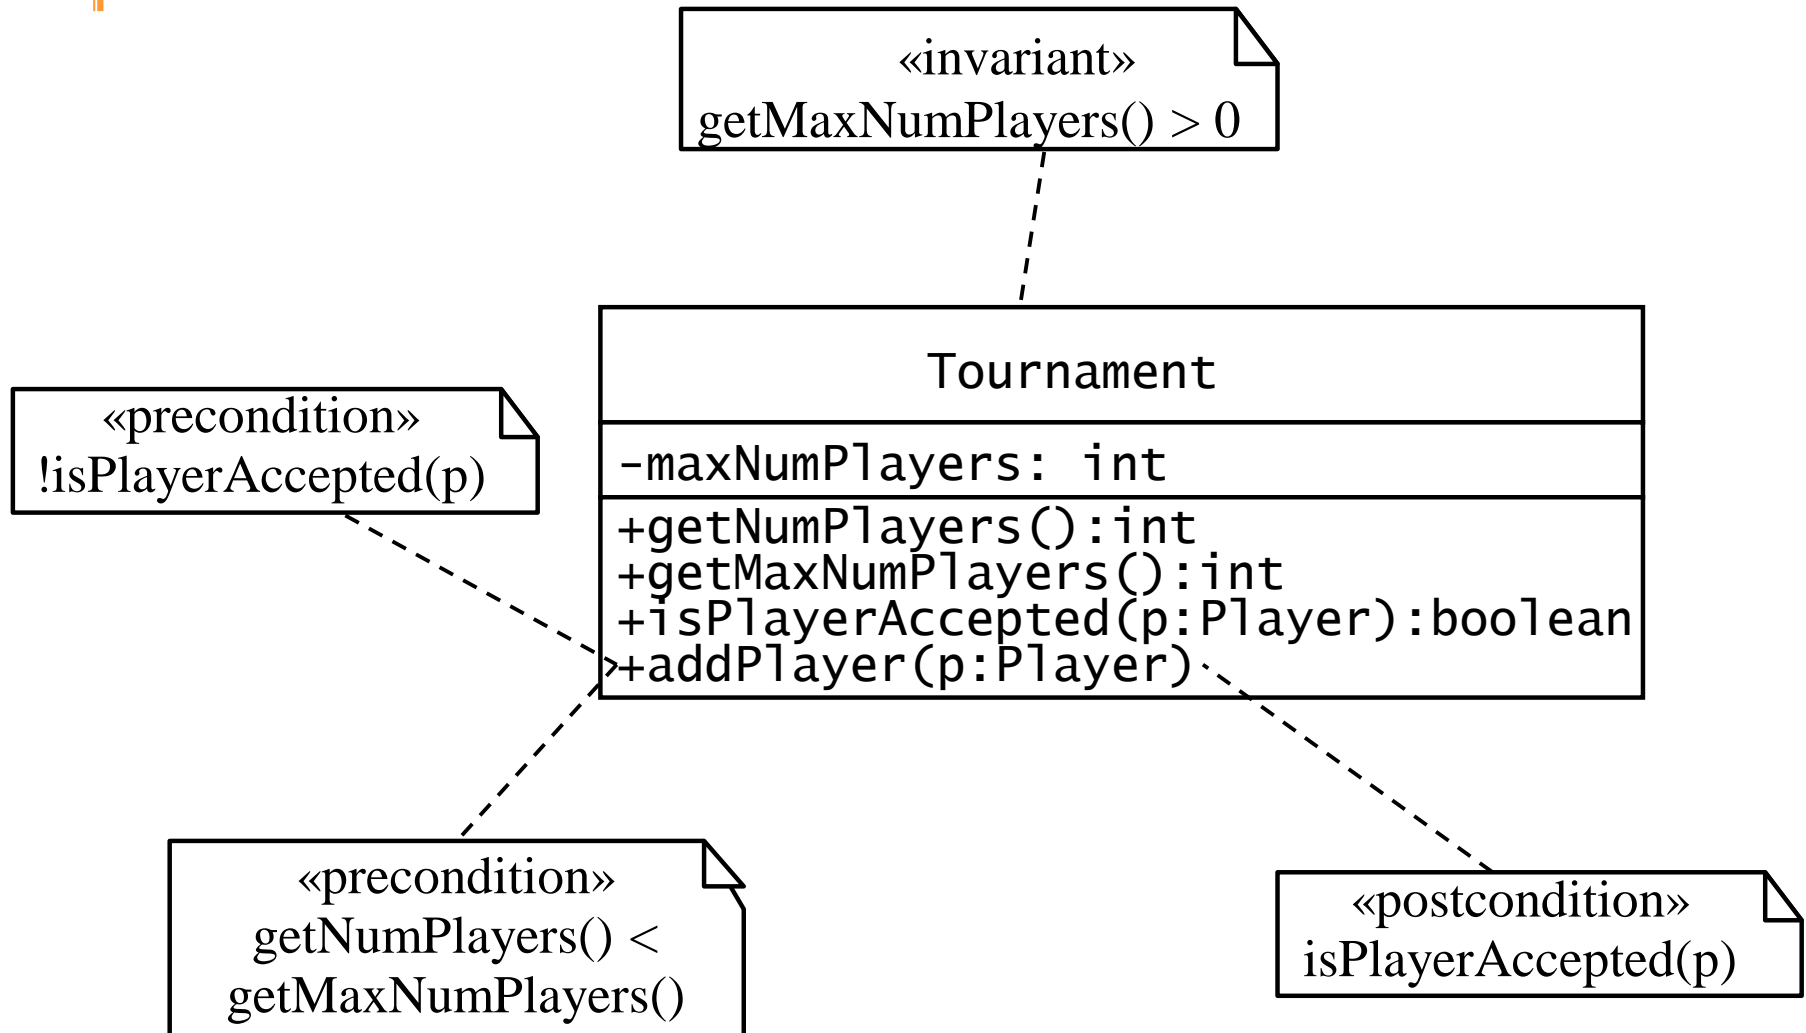 «invariant»
getMaxNumPlayers() > 0
Tournament
-maxNumPlayers: int
+getNumPlayers():int
+getMaxNumPlayers():int
+isPlayerAccepted(p:Player):boolean
+addPlayer(p:Player)
«precondition»
!isPlayerAccepted(p)
«precondition»
getNumPlayers() <
getMaxNumPlayers()
«postcondition»
isPlayerAccepted(p)